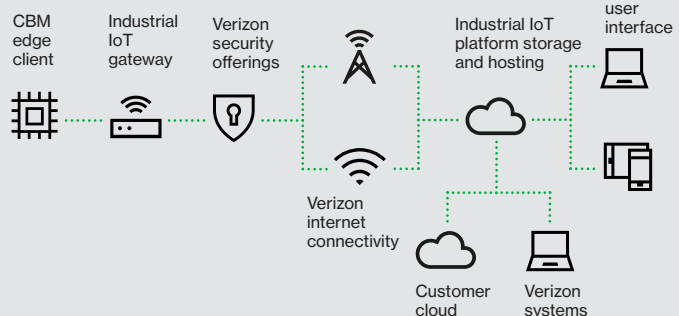 CBM
edge
client
Industrial
IoT
gateway
Verizon
security
offerings
Verizon
internet
connectivity
Industrial IoT
platform storage
and hosting
user
interface
Customer
cloud
Verizon
systems